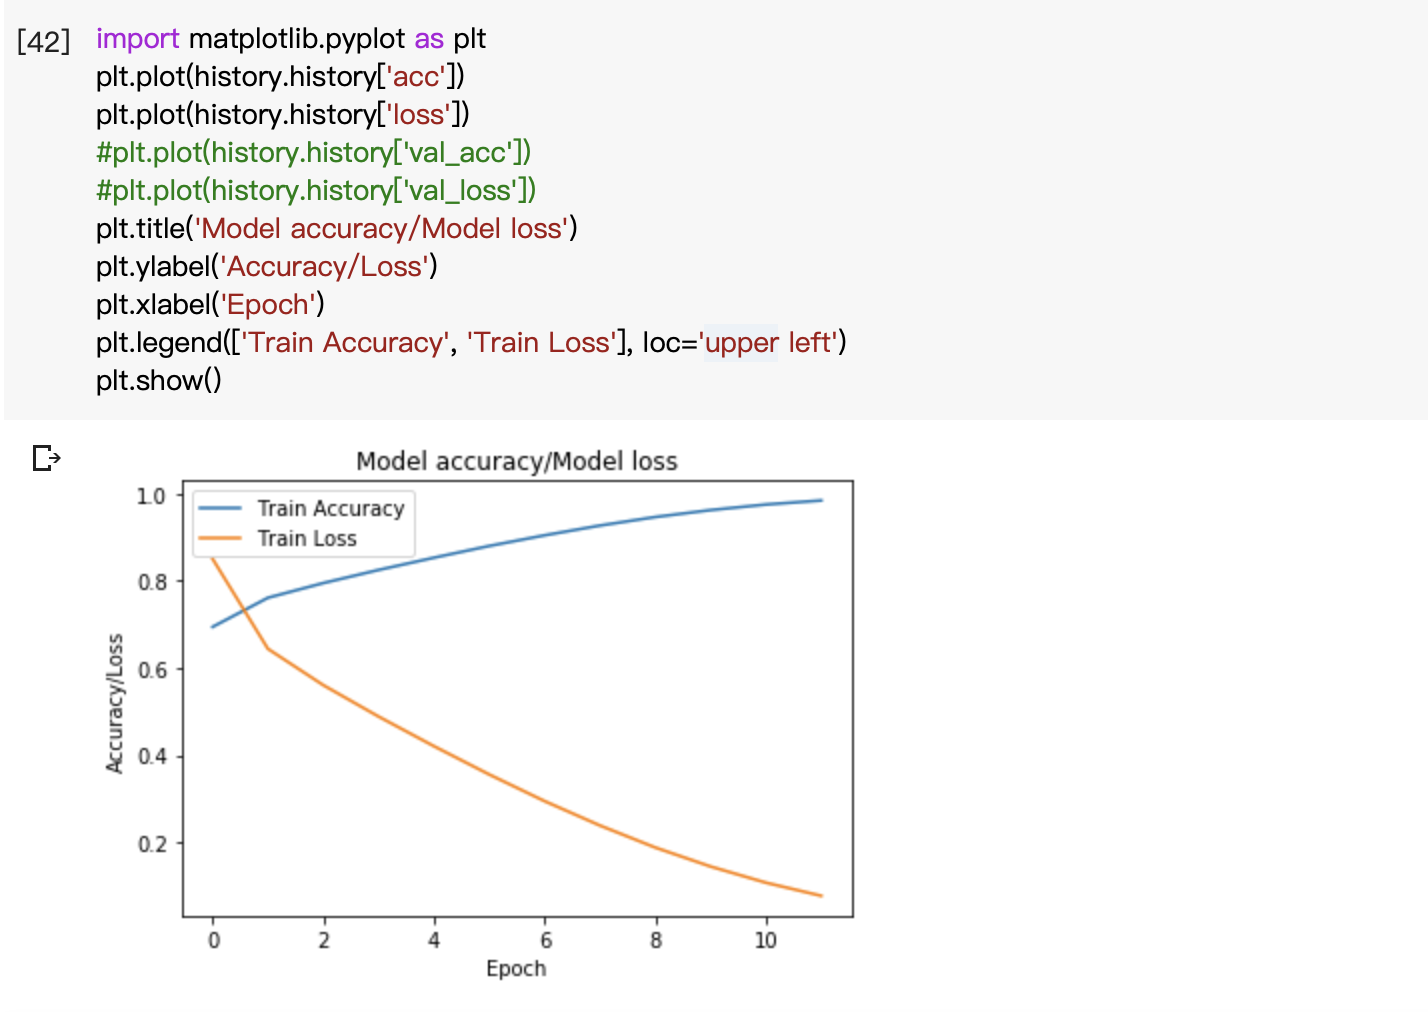 [42] import matplotlib.pyplot as plt
plt.plot(history.history['acc'])
plt.plot(history.history['loss'])
#plt.plot(history.history['val_acc'])
#plt.plot(history.history['val_loss'])
plt.title('Model accuracy/Model loss')
plt.ylabel('Accuracy/Loss')
plt.xlabel('Epoch')
plt.legend(['Train Accuracy', 'Train Loss'], loc='upper left')
plt.show()
Model accuracy/Model loss
Train Accuracy
Train Loss
1.0
0.8
0.6
0.4
0.2
Accuracy/Loss
0 2 4 6 8 10
Epoch